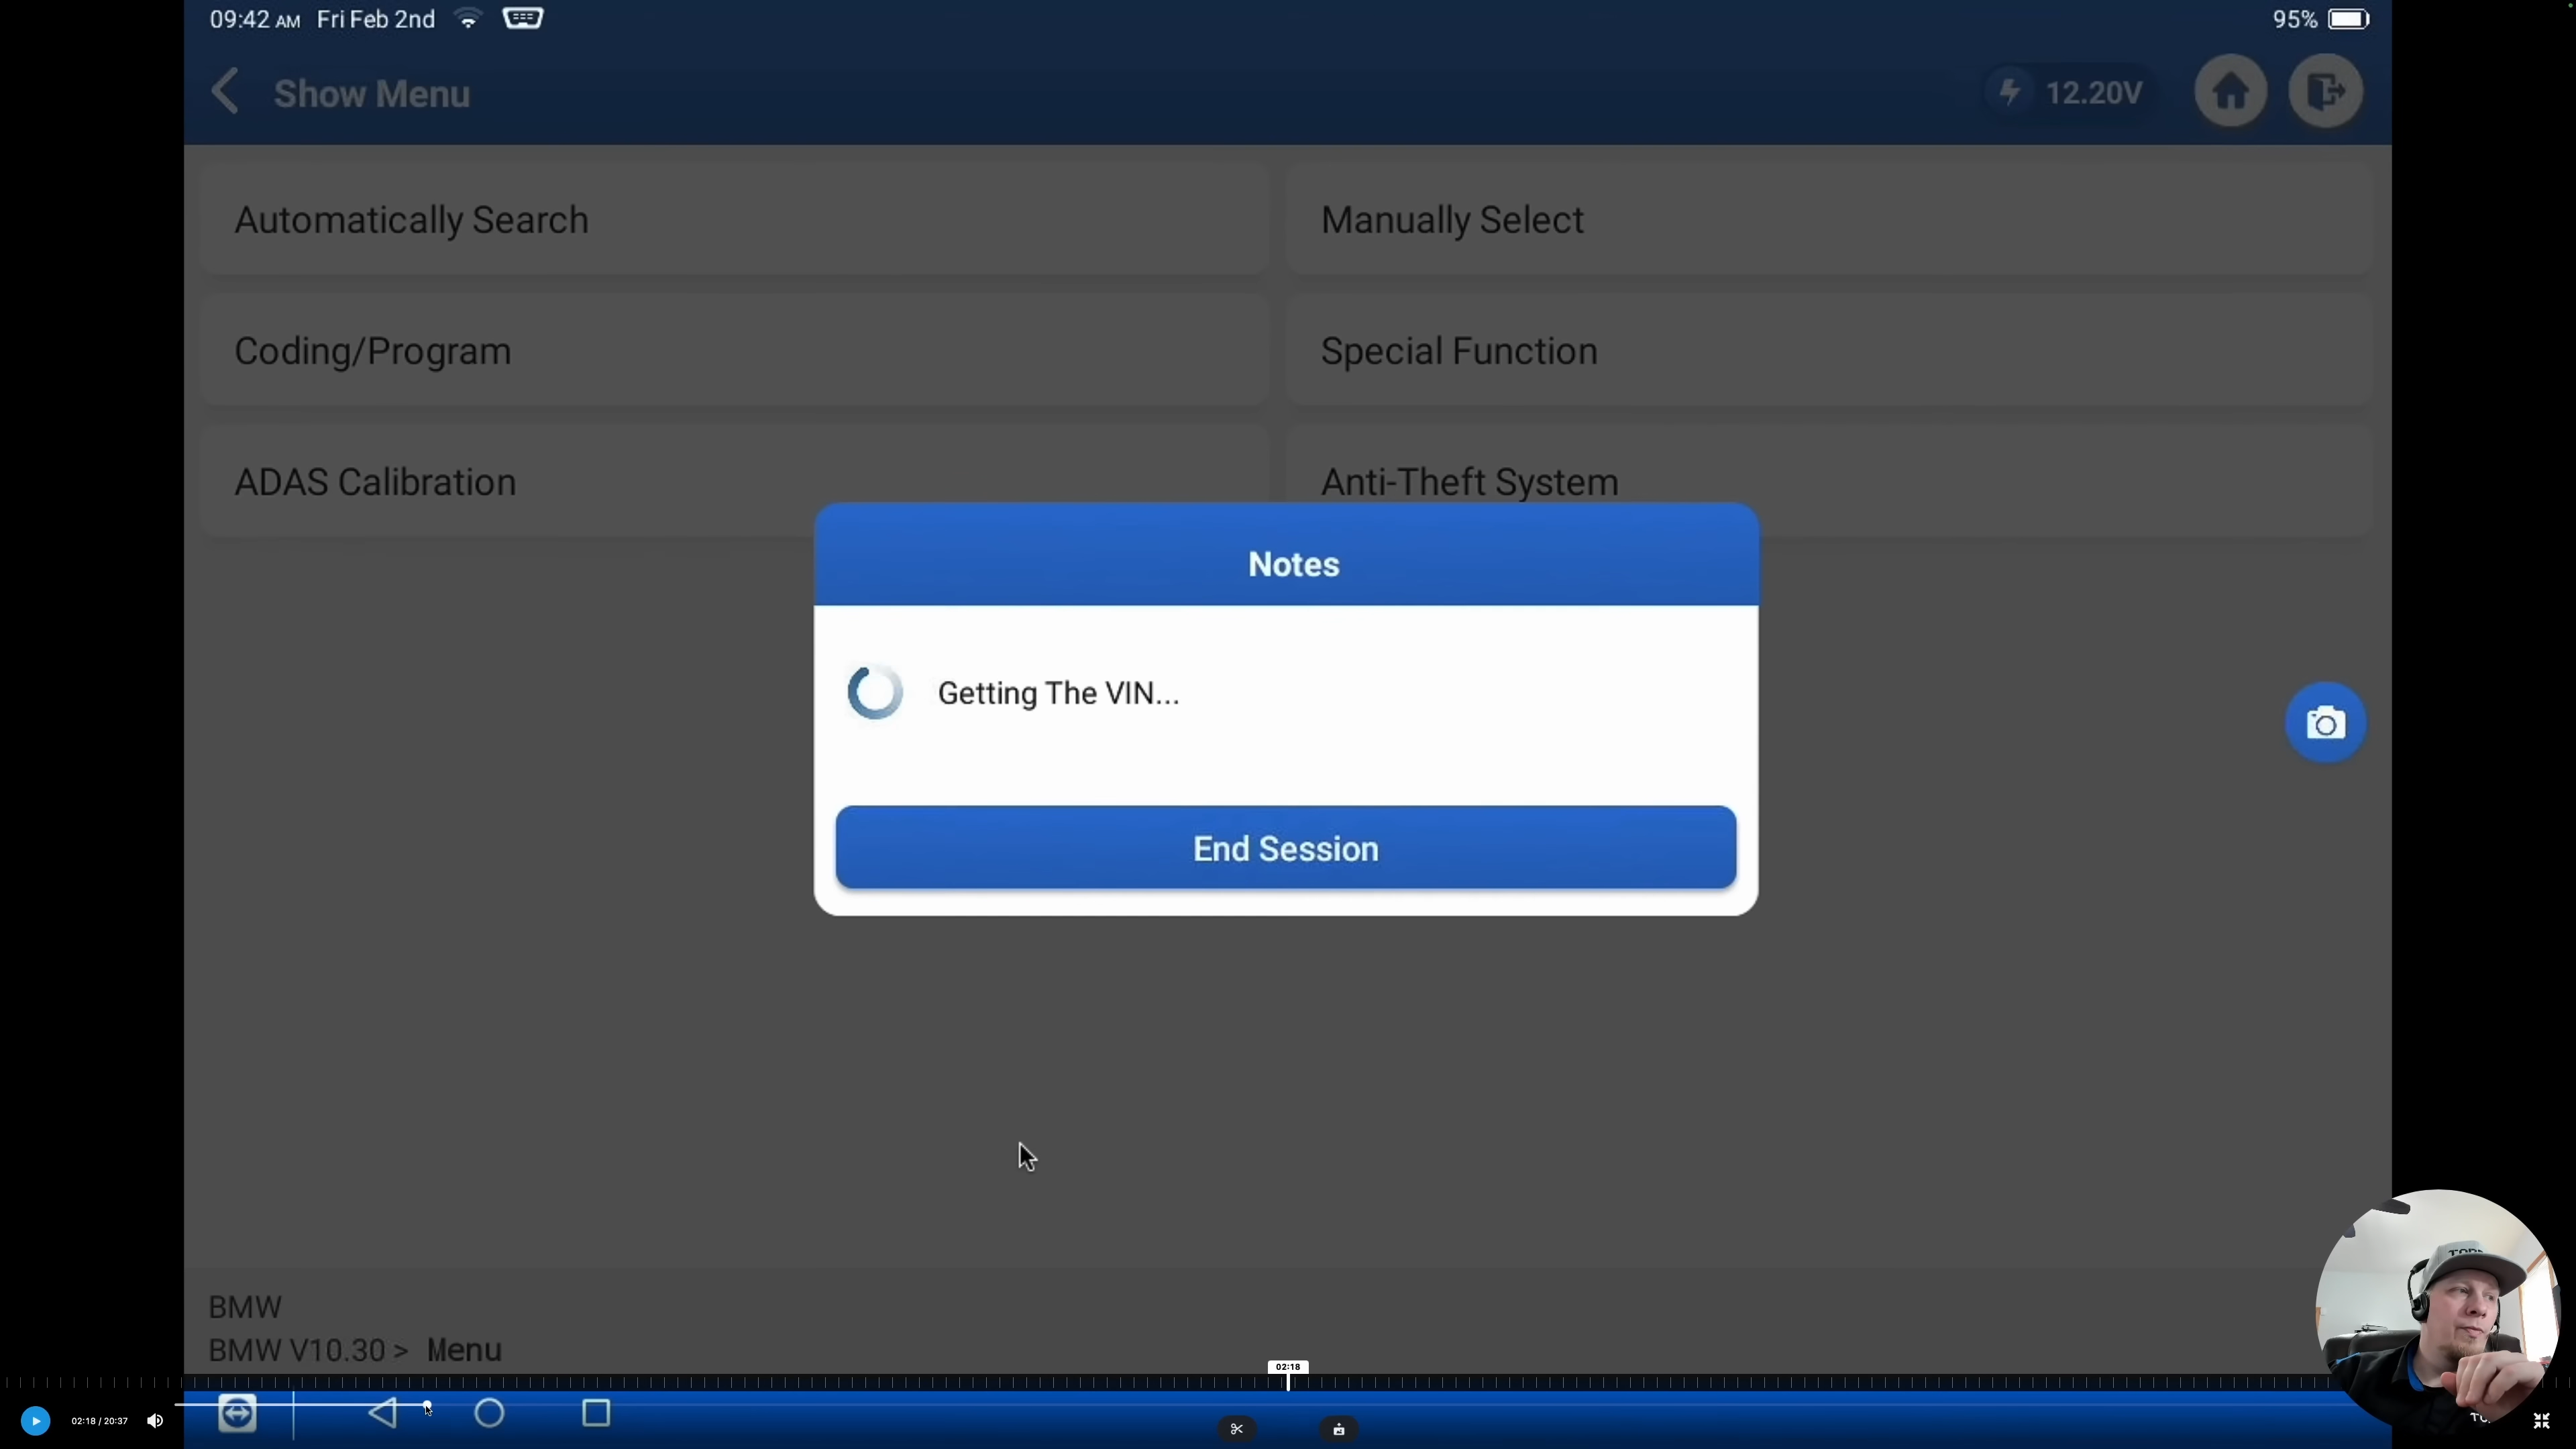 09:42 AM Fri Feb 2nd
95%
Show Menu
12.20V
Automatically Search
Manually Select
Coding/Program
Special Function
ADAS Calibration
Anti-Theft System
Notes
Getting The VIN...
End Session
BMW
BMW V10.30 > Menu
02:18
02:18 / 20:37